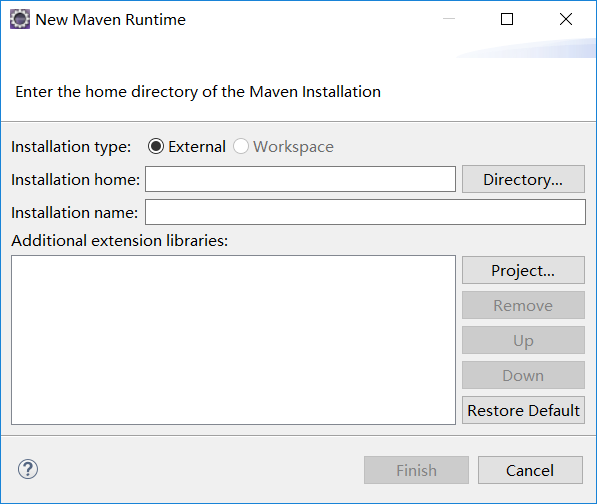 New Maven Runtime
Enter the home directory of the Maven Installation
Installation type: External Workspace
Installation home: Directory...
Installation name:
Additional extension libraries:
Project...
Remove
Up
Down
Restore Default
? Finish Cancel